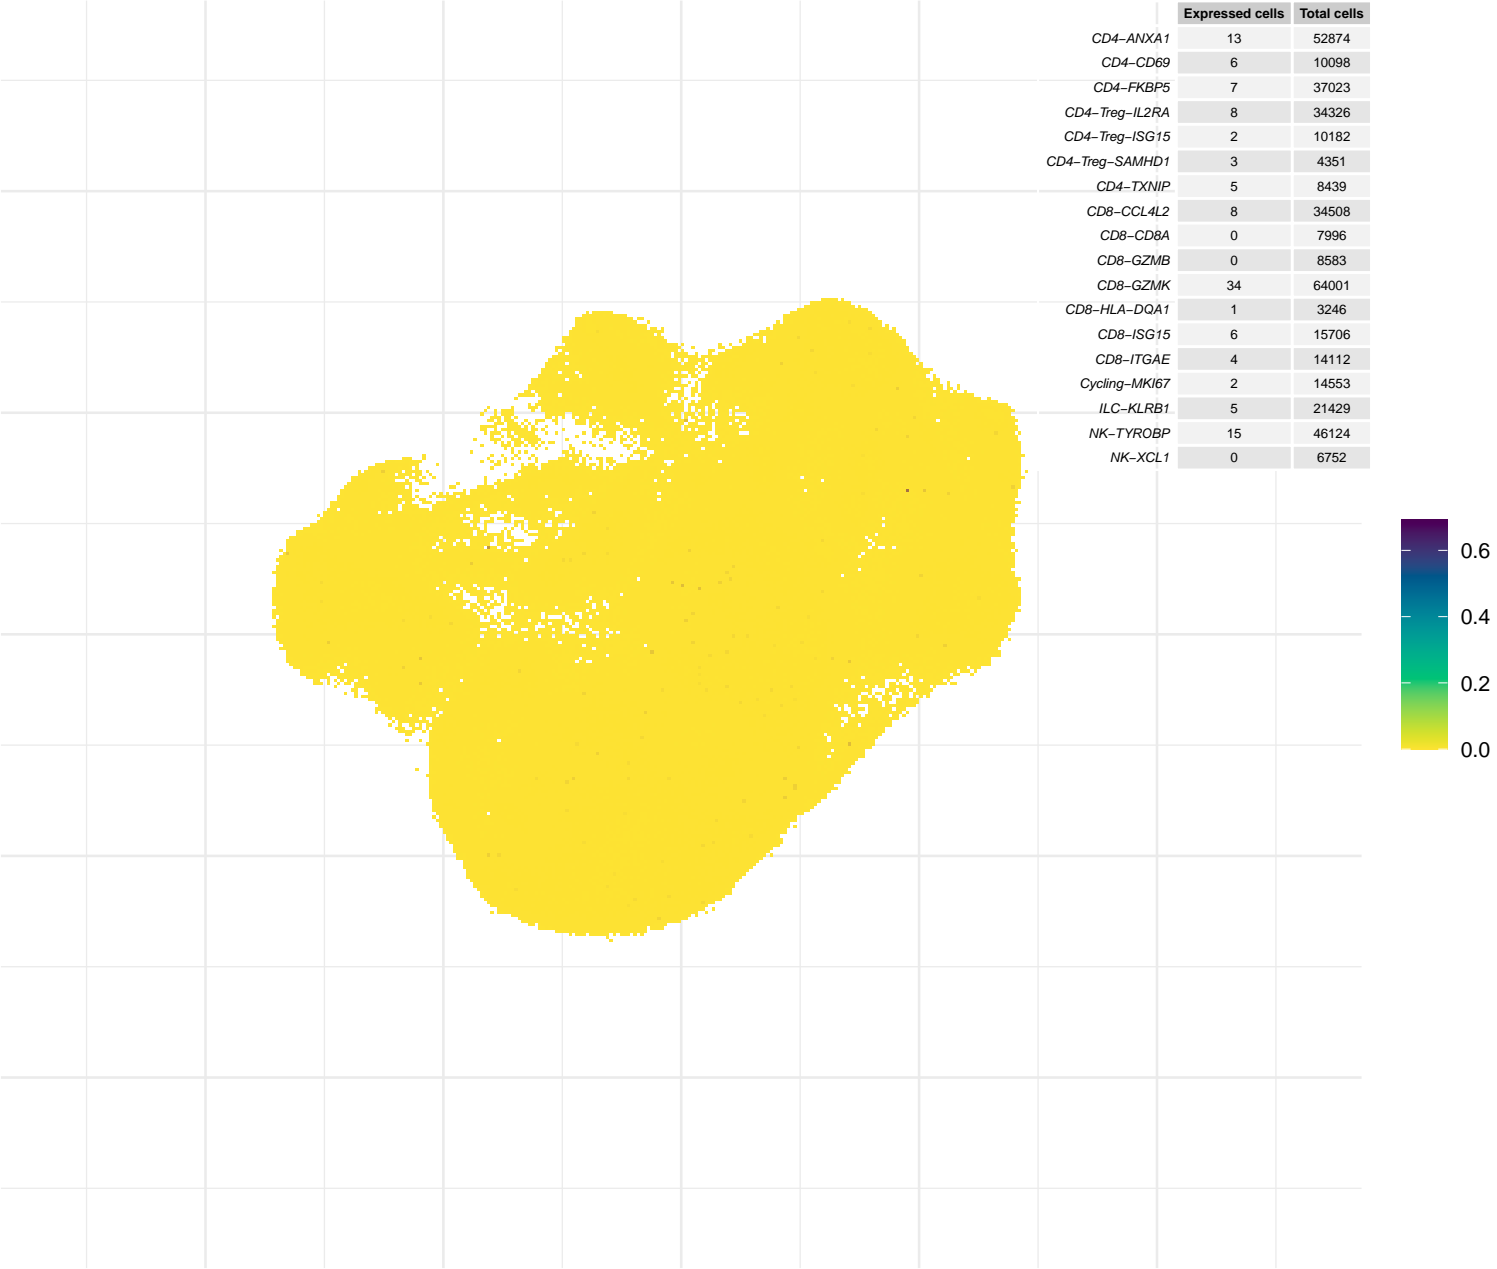 Expressed cells Total cells
CD4−ANXA1 13 52874
CD4−CD69 6 10098
CD4−FKBP5 7 37023
CD4−Treg−IL2RA 8 34326
CD4−Treg−ISG15 2 10182
CD4−Treg−SAMHD1 3 4351
CD4−TXNIP 5 8439
CD8−CCL4L2 8 34508
CD8−CD8A 0 7996
CD8−GZMB 0 8583
CD8−GZMK 34 64001
CD8−HLA−DQA1 1 3246
CD8−ISG15 6 15706
CD8−ITGAE 4 14112
Cycling−MKI67 2 14553
ILC−KLRB1 5 21429
NK−TYROBP 15 46124
NK−XCL1 0 6752
0.6
0.4
0.2
0.0